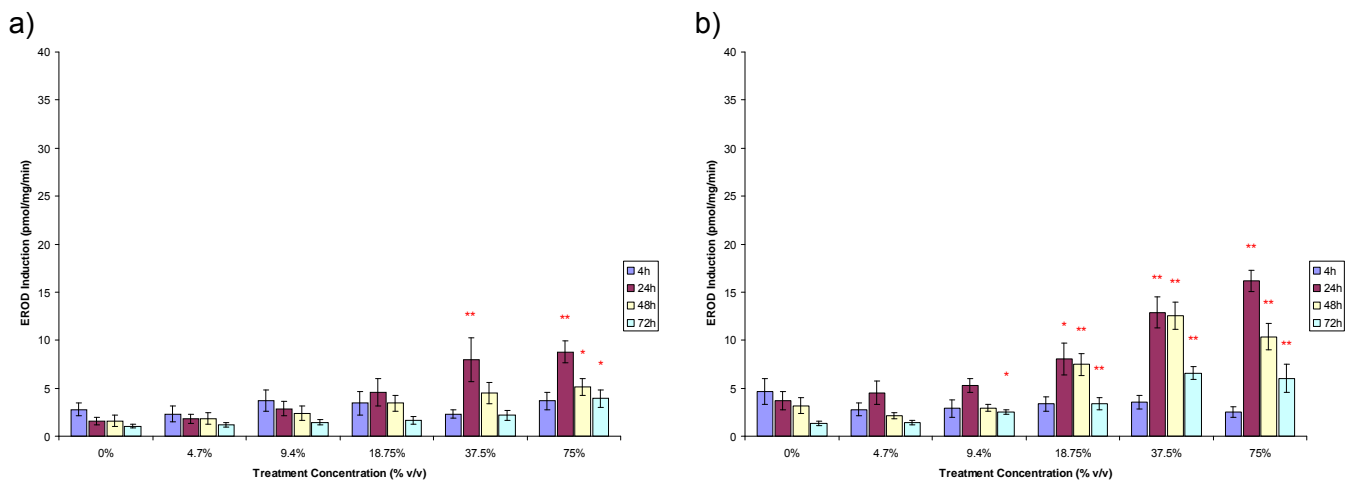 a)
40
35
30
25
20
15
10
5
0
EROD Induction (pmol/mg/min)
** ** * *
0% 4.7% 9.4% 18.75% 37.5% 75%
Treatment Concentration (% v/v)
4h
24h
48h
72h
b)
40
35
30
25
20
15
10
5
0
EROD Induction (pmol/mg/min)
* * ** ** ** ** ** ** ** **
0% 4.7% 9.4% 18.75% 37.5% 75%
Treatment Concentration (% v/v)
4h
24h
48h
72h